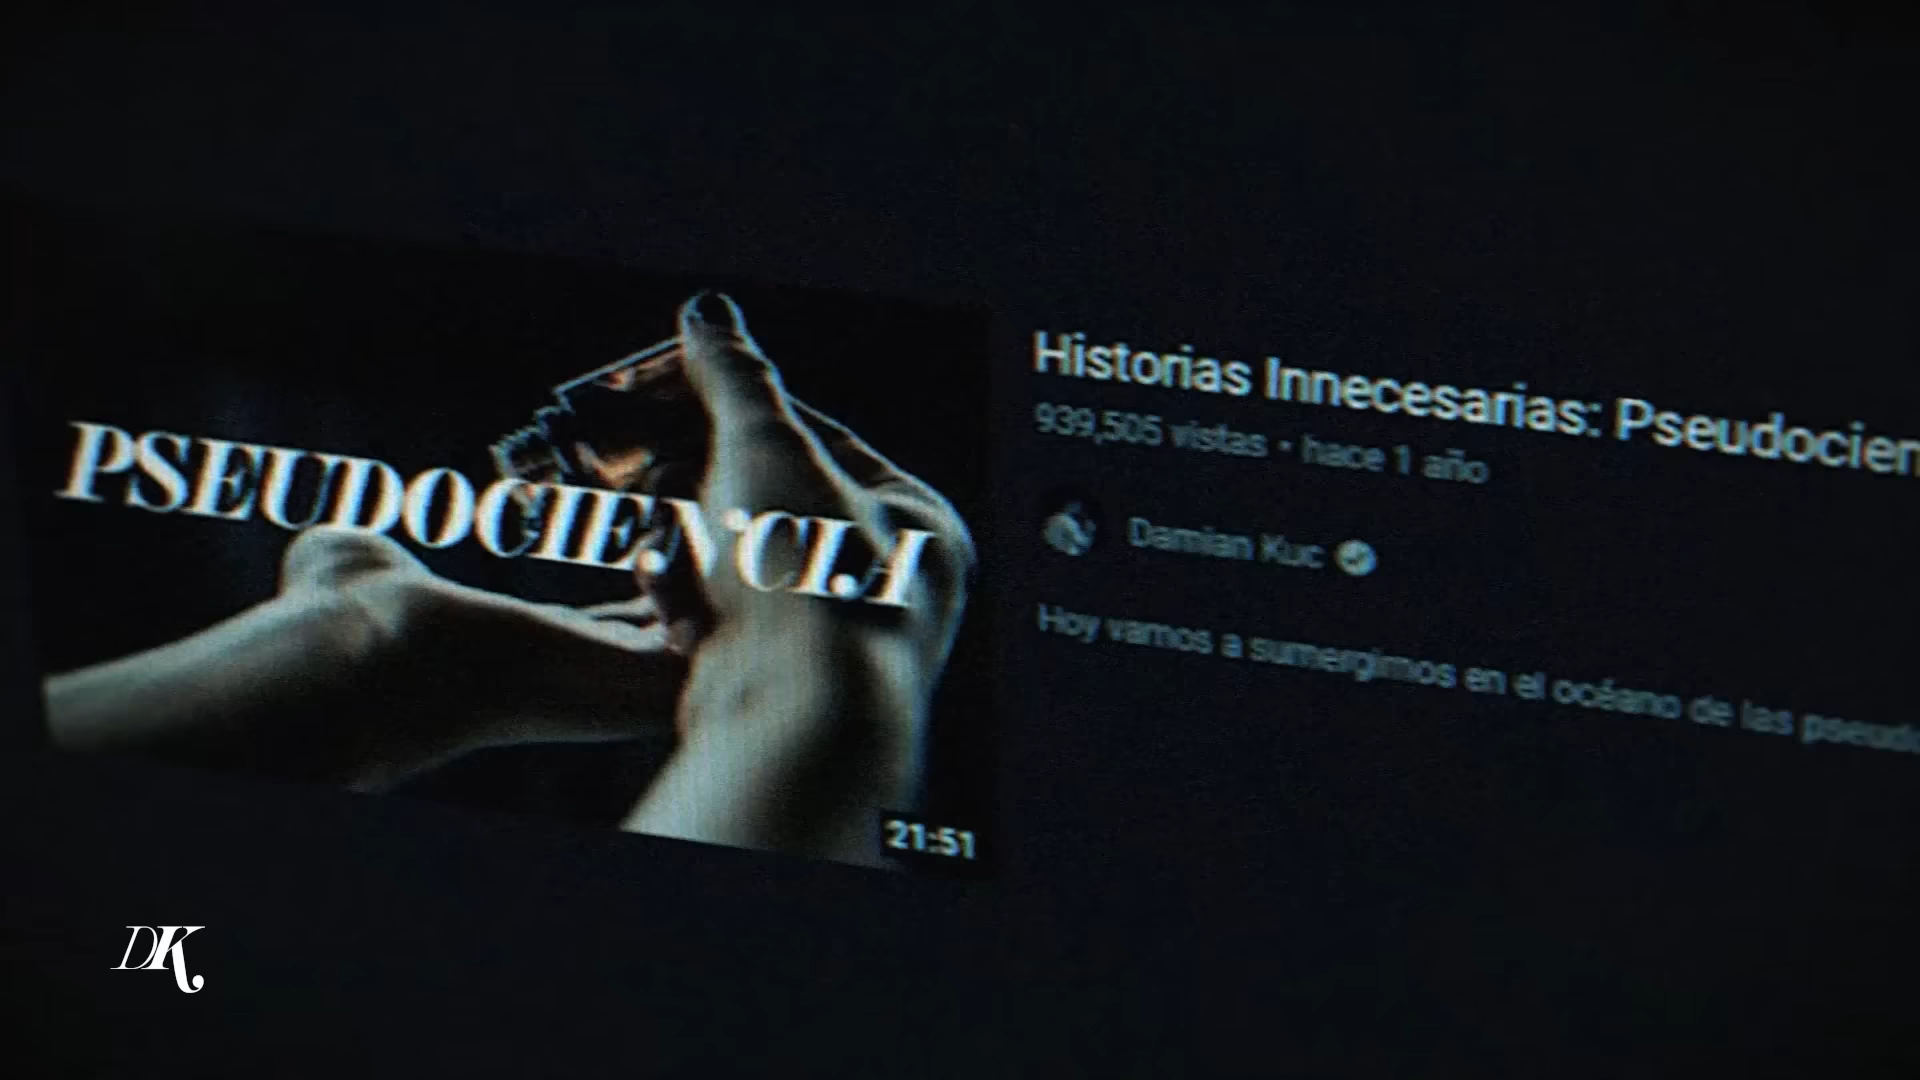 PSEUDOCIENCIA
21:51
Historias Innecesarias: Pseudocien
939,505 vistas • hace 1 año
Damian Kuc
Hoy vamos a sumergirnos en el océano de las pseudo
DK.